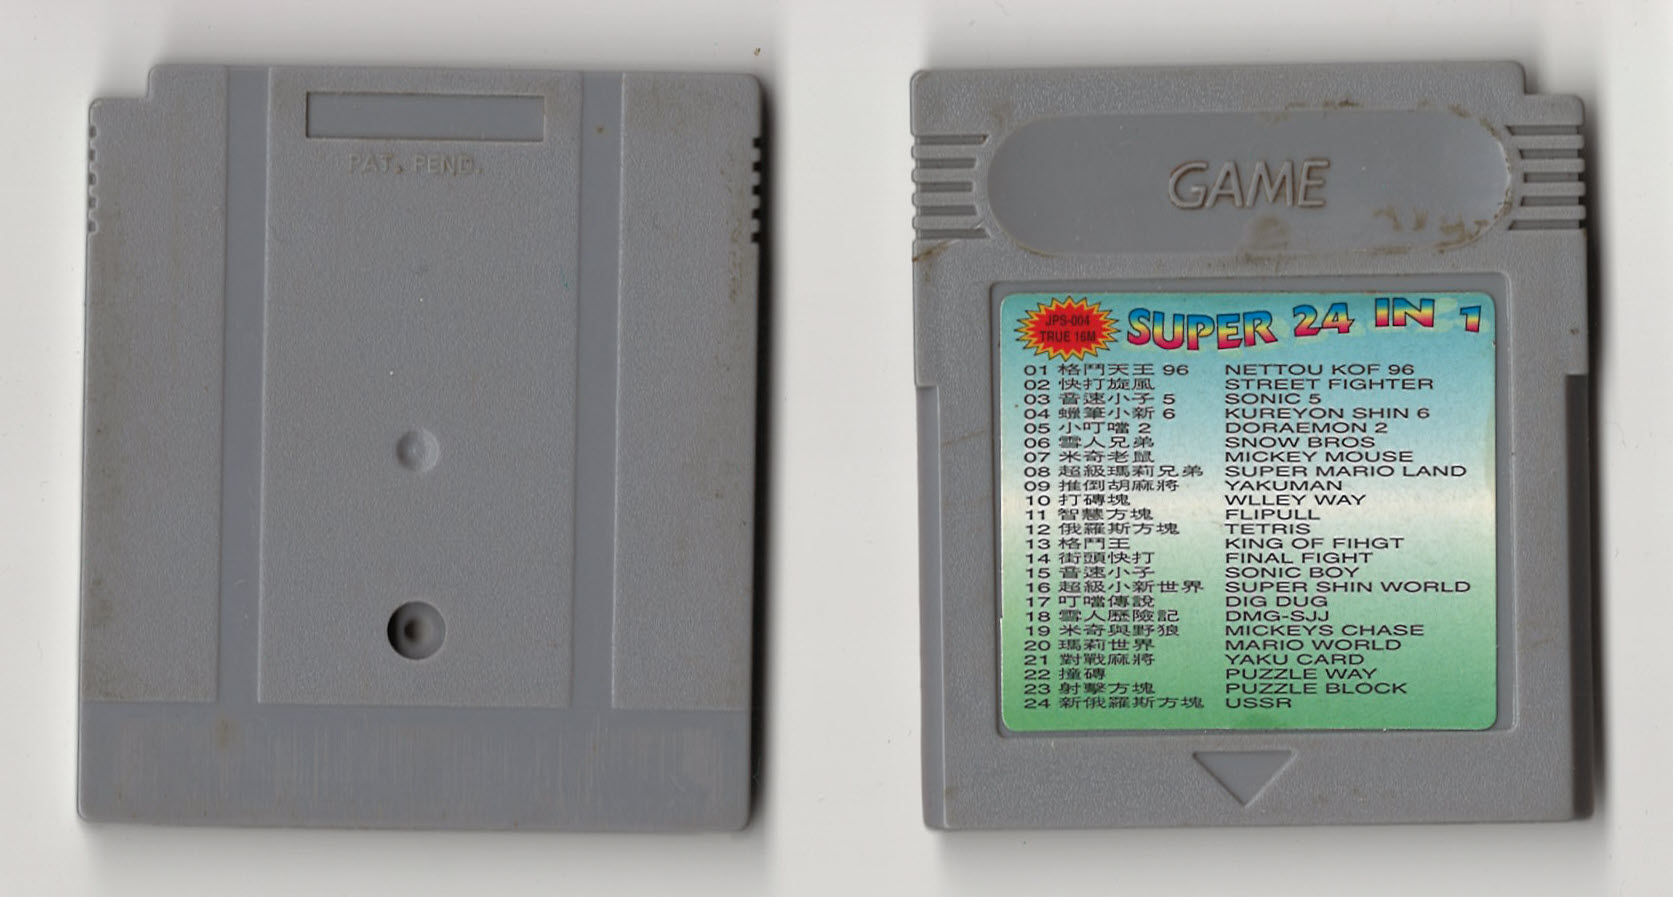 PAT. PEND.
GAME
JPS-004
TRUE 16M
SUPER 24 IN 1
01 格鬥天王 96 NETTOU KOF 96
02 快打旋風 STREET FIGHTER
03 音速小子 5 SONIC 5
04 蠟筆小新 6 KUREYON SHIN 6
05 小叮噹 2 DORAEMON 2
06 雪人兄弟 SNOW BROS
07 米奇老鼠 MICKEY MOUSE
08 超級瑪莉兄弟 SUPER MARIO LAND
09 推倒胡麻將 YAKUMAN
10 打磚塊 WLLEY WAY
11 智慧方塊 FLIPULL
12 俄羅斯方塊 TETRIS
13 格鬥王 KING OF FIHGT
14 街頭快打 FINAL FIGHT
15 音速小子 SONIC BOY
16 超級小新世界 SUPER SHIN WORLD
17 叮噹傳說 DIG DUG
18 雪人歷險記 DMG-SJJ
19 米奇與野狼 MICKEYS CHASE
20 瑪莉世界 MARIO WORLD
21 對戰麻將 YAKU CARD
22 撞磚 PUZZLE WAY
23 射擊方塊 PUZZLE BLOCK
24 新俄羅斯方塊 USSR